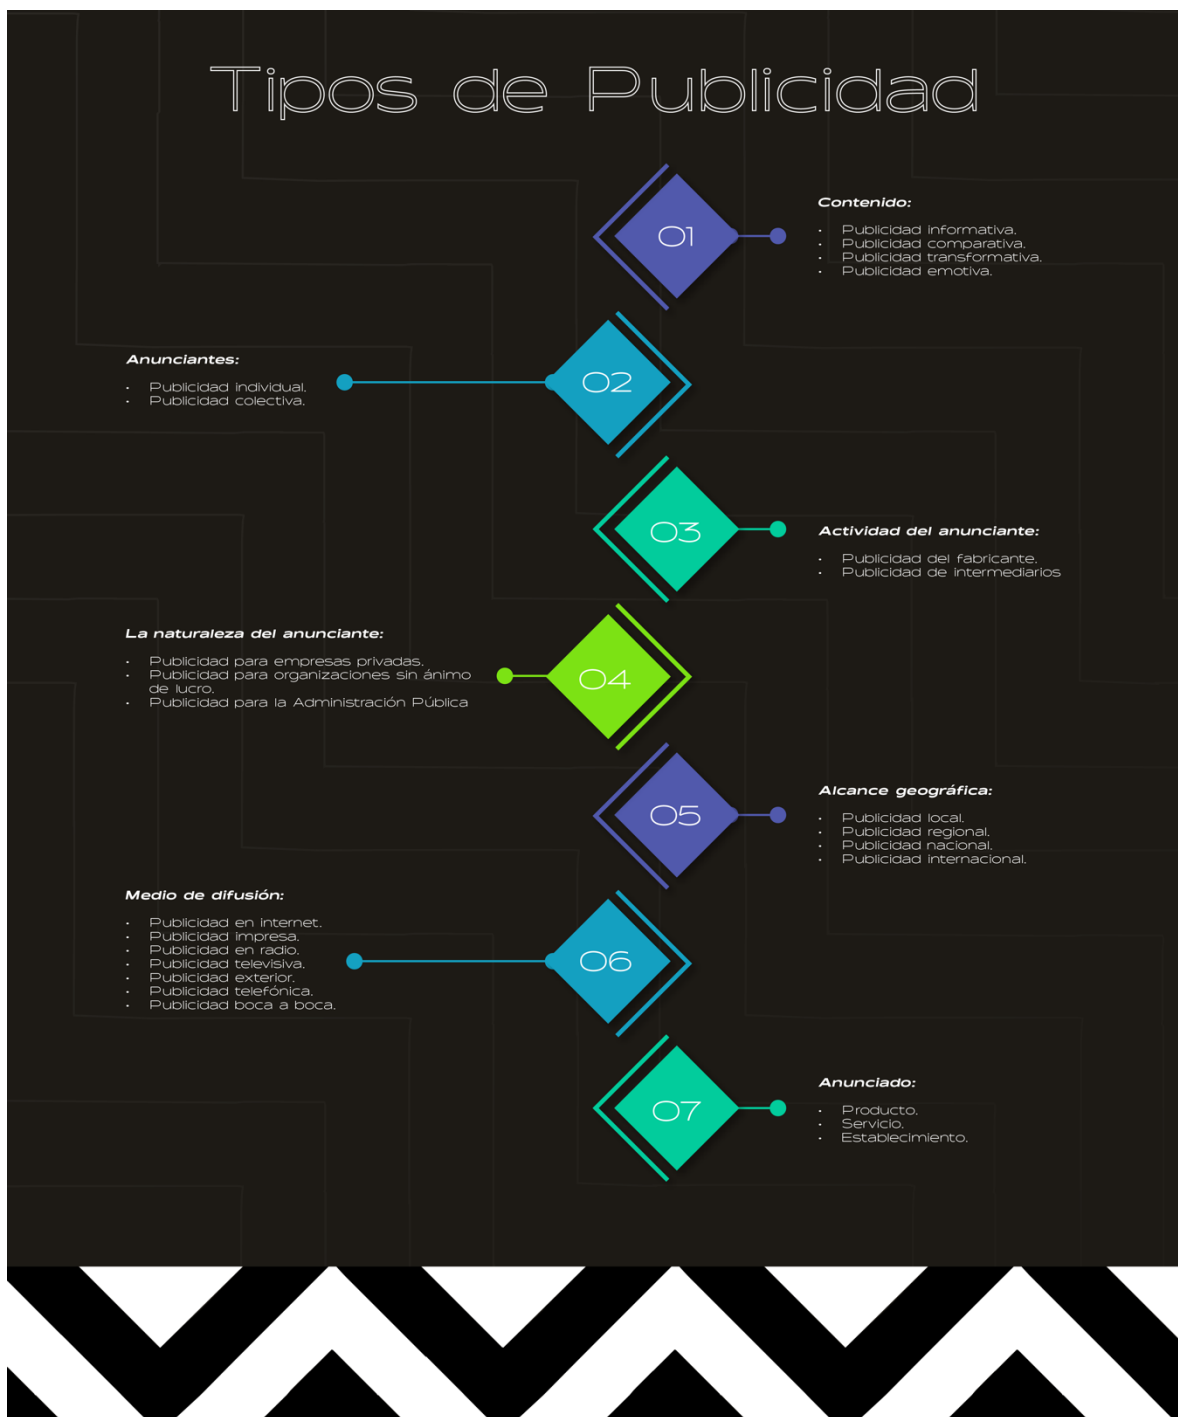 Tipos de Publicidad
01
Contenido:
• Publicidad informativa.
• Publicidad comparativa.
• Publicidad transformativa.
• Publicidad emotiva.
02
Anunciantes:
• Publicidad individual.
• Publicidad colectiva.
03
Actividad del anunciante:
• Publicidad del fabricante.
• Publicidad de intermediarios
04
La naturaleza del anunciante:
• Publicidad para empresas privadas.
• Publicidad para organizaciones sin ánimo
de lucro.
• Publicidad para la Administración Pública
05
Alcance geográfica:
• Publicidad local.
• Publicidad regional.
• Publicidad nacional.
• Publicidad internacional.
06
Medio de difusión:
• Publicidad en internet.
• Publicidad impresa.
• Publicidad en radio.
• Publicidad televisiva.
• Publicidad exterior.
• Publicidad telefónica.
• Publicidad boca a boca.
07
Anunciado:
• Producto.
• Servicio.
• Establecimiento.